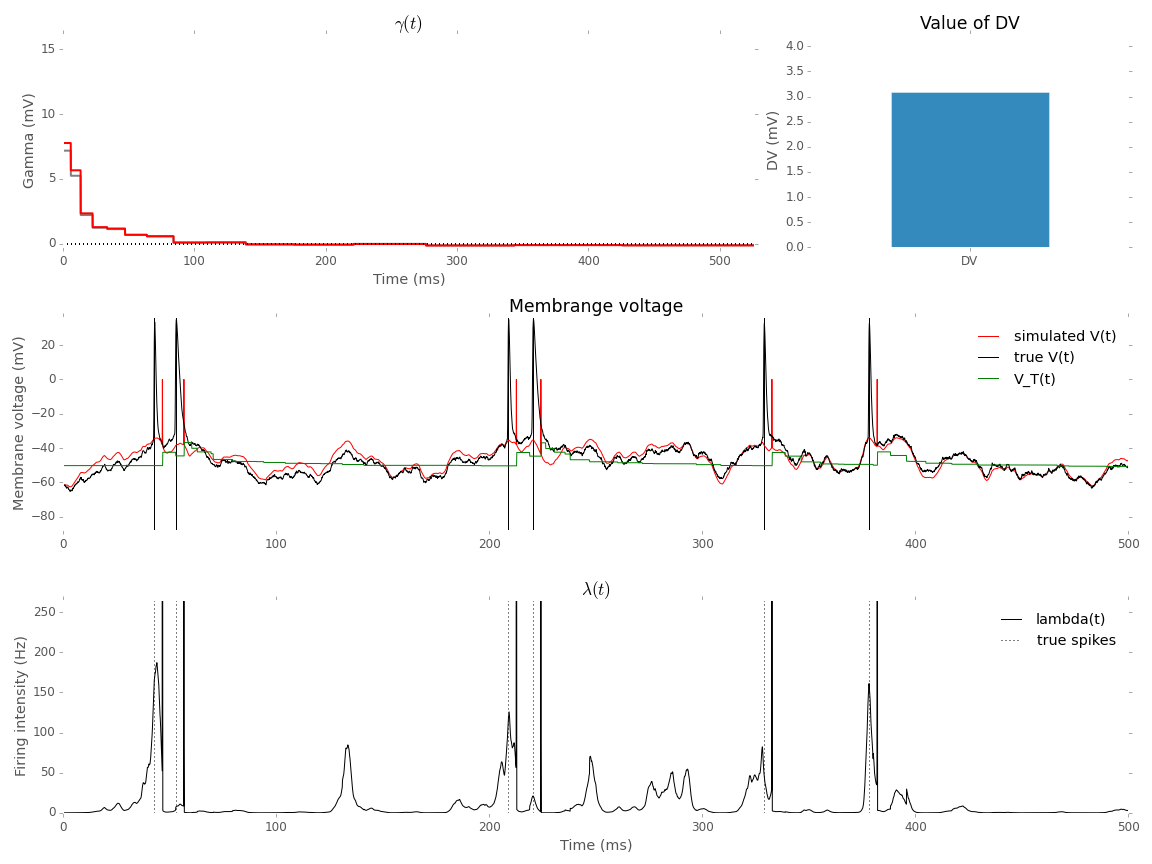 γ(t)
Gamma (mV)
15
10
5
0
0 100 200 300 400 500
Time (ms)
Value of DV
DV (mV)
4.0
3.5
3.0
2.5
2.0
1.5
1.0
0.5
0.0
DV
Membrange voltage
Membrane voltage (mV)
20
0
−20
−40
−60
−80
simulated V(t)
true V(t)
V_T(t)
0 100 200 300 400 500
λ(t)
Firing intensity (Hz)
250
200
150
100
50
0
lambda(t)
true spikes
0 100 200 300 400 500
Time (ms)